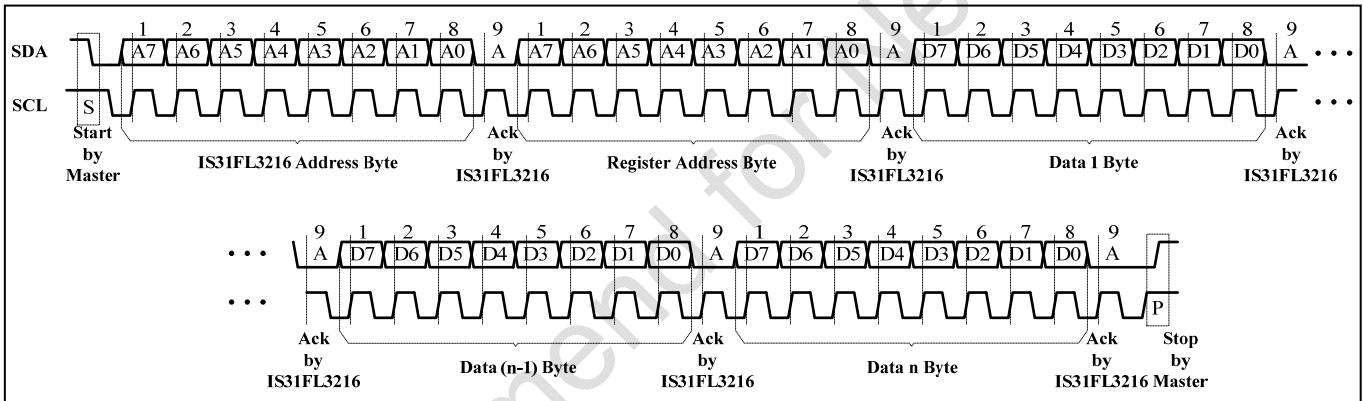 1 2 3 4 5 6 7 8 9 1 2 3 4 5 6 7 8 9 1 2 3 4 5 6 7 8 9
SDA A7 A6 A5 A4 A3 A2 A1 A0 A A7 A6 A5 A4 A3 A2 A1 A0 A D7 D6 D5 D4 D3 D2 D1 D0 A • • •
SCL S • • •
Start by Master
IS31FL3216 Address Byte
Ack by IS31FL3216
Register Address Byte
Ack by IS31FL3216
Data 1 Byte
Ack by IS31FL3216
9 1 2 3 4 5 6 7 8 9 1 2 3 4 5 6 7 8 9
• • • A D7 D6 D5 D4 D3 D2 D1 D0 A D7 D6 D5 D4 D3 D2 D1 D0 A
• • • P
Ack by IS31FL3216
Data (n-1) Byte
Ack by IS31FL3216
Data n Byte
Ack by IS31FL3216
Stop by Master
mend for Ne